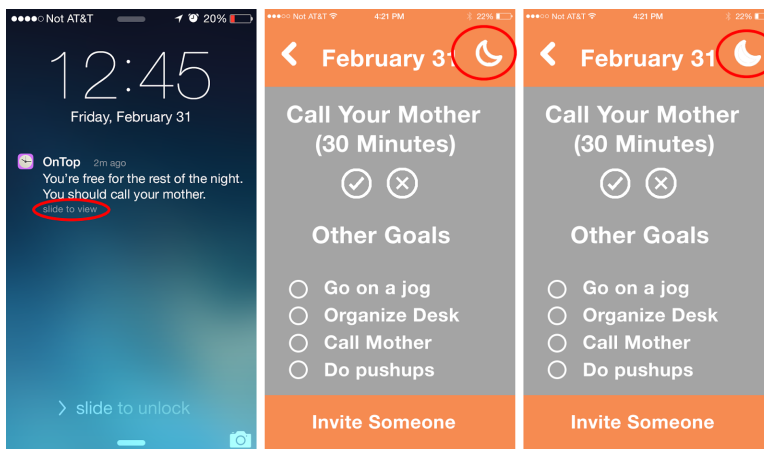 Not AT&T
20%
12:45
Friday, February 31
OnTop 2m ago
You're free for the rest of the night.
You should call your mother.
slide to view
> slide to unlock
Not AT&T 4:21 PM 22%
February 31
Call Your Mother
(30 Minutes)
Other Goals
Go on a jog
Organize Desk
Call Mother
Do pushups
Invite Someone
Not AT&T 4:21 PM 22%
February 31
Call Your Mother
(30 Minutes)
Other Goals
Go on a jog
Organize Desk
Call Mother
Do pushups
Invite Someone